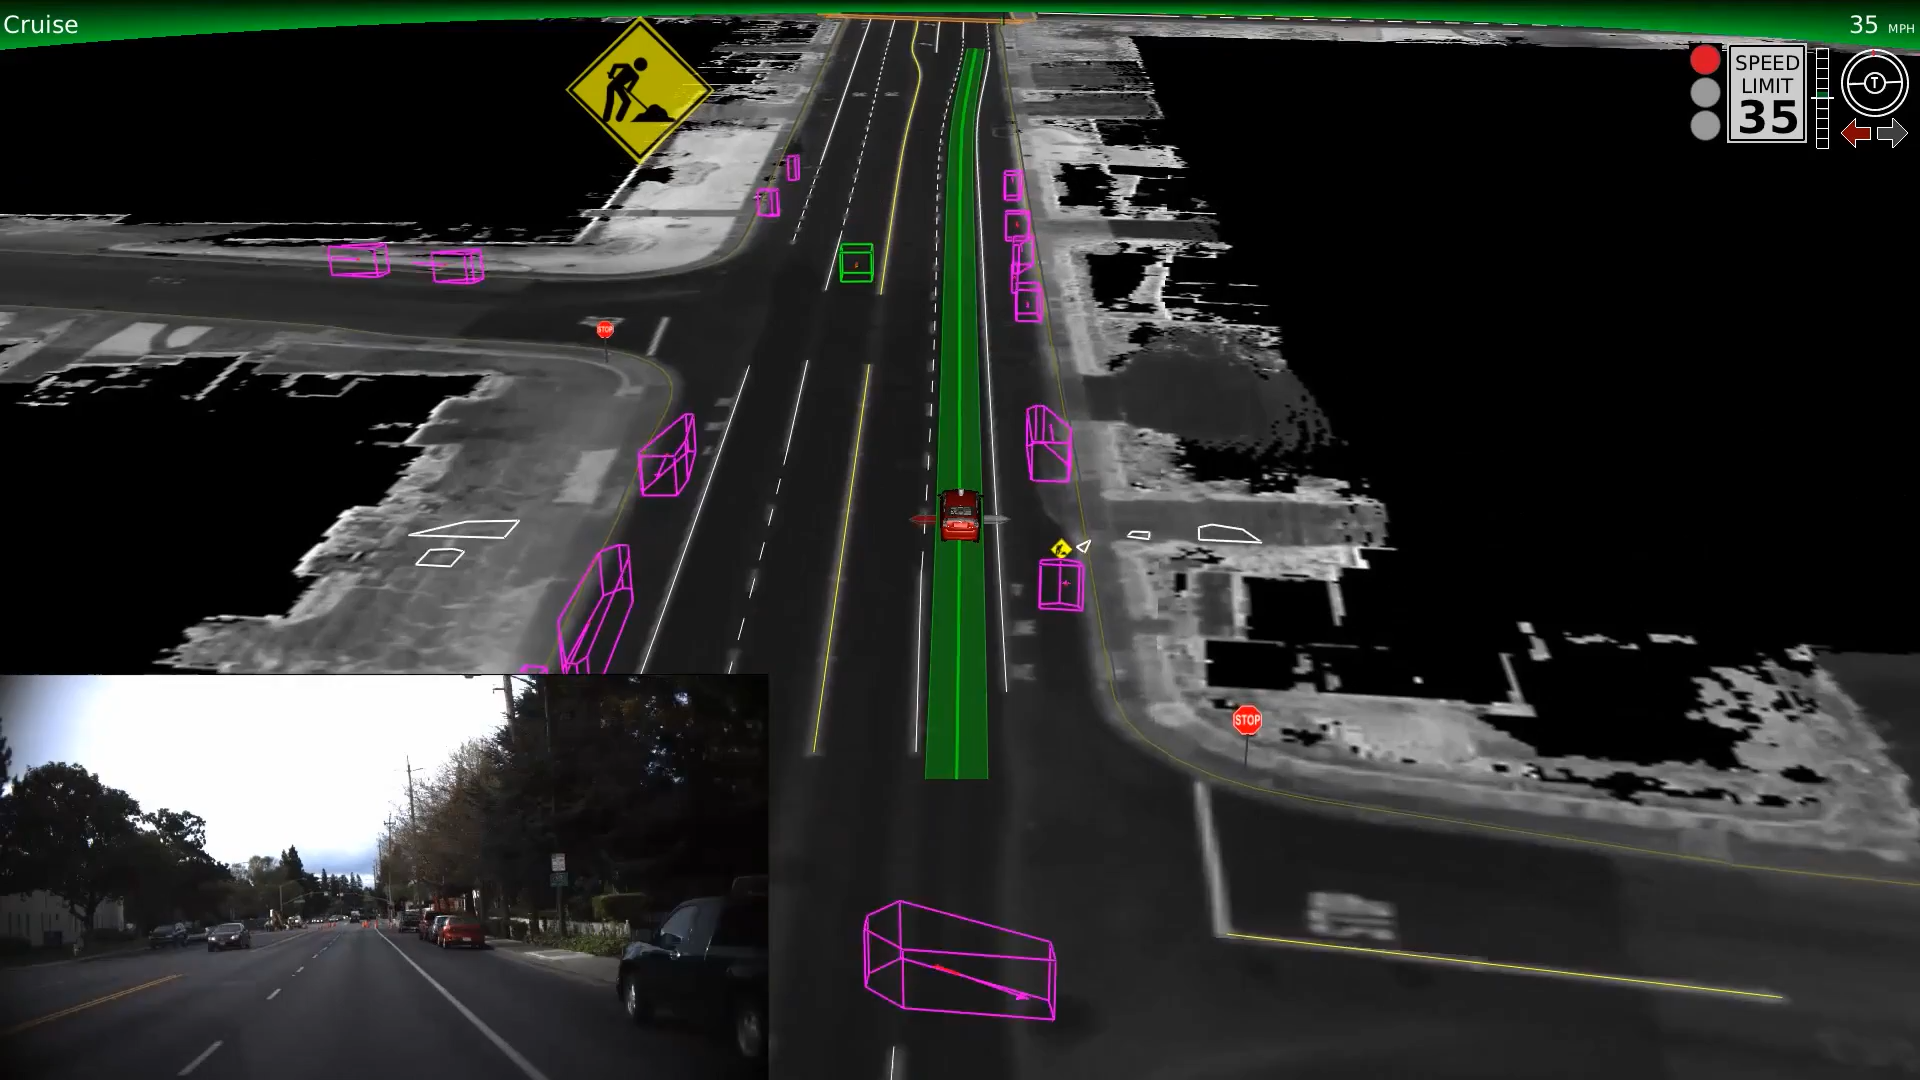 Cruise
35 MPH
SPEED
LIMIT
35
T
STOP
STOP